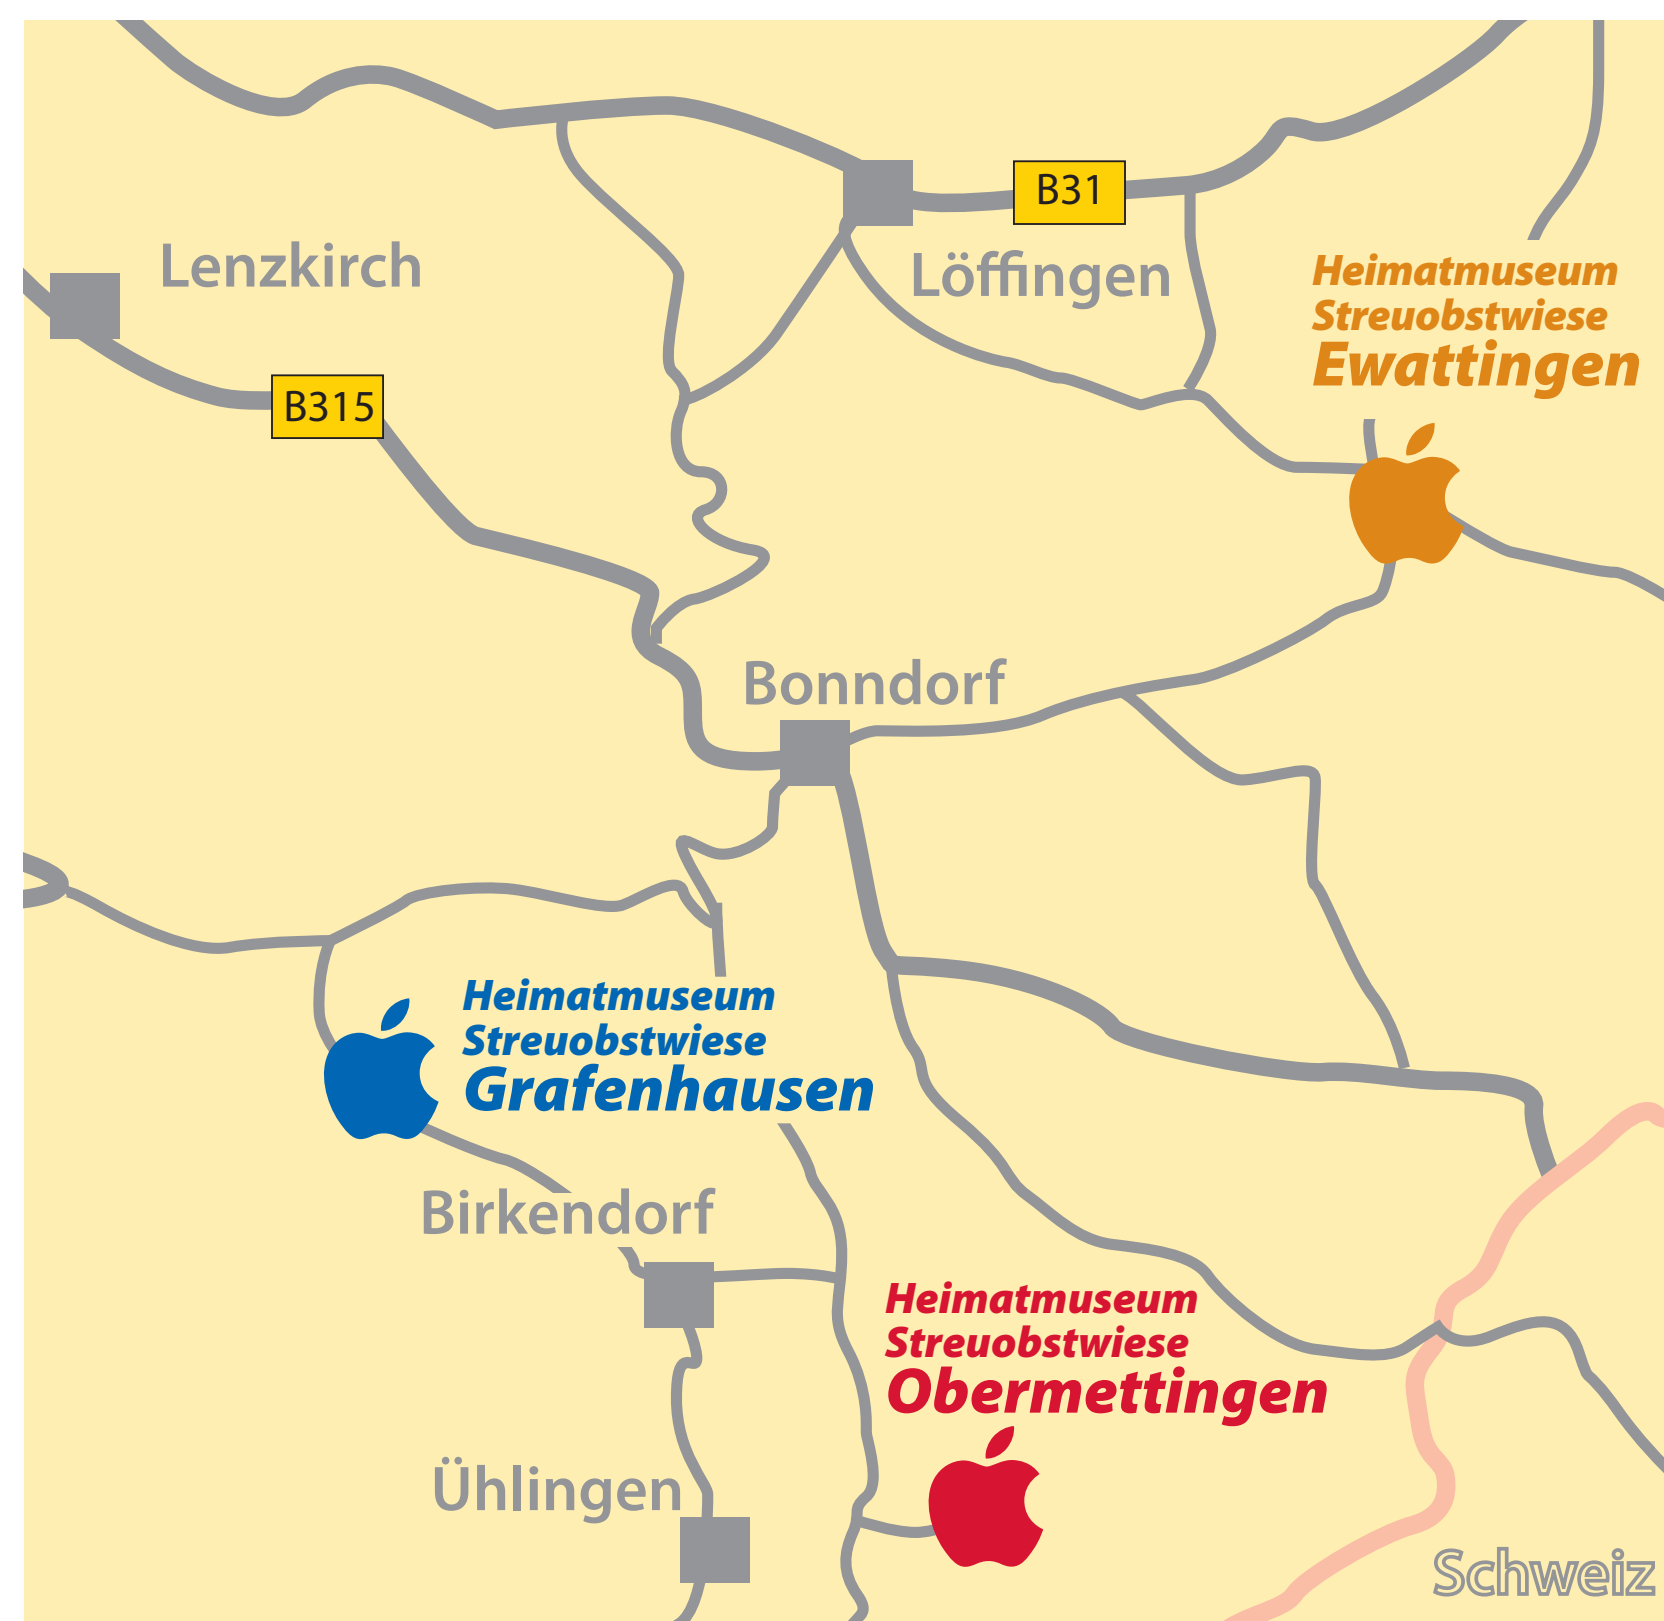 B31
Lenzkirch
Löffingen
Heimatmuseum
Streuobstwiese
Ewattingen
B315
Bonndorf
Heimatmuseum
Streuobstwiese
Grafenhausen
Birkendorf
Heimatmuseum
Streuobstwiese
Obermettingen
Ühlingen
Schweiz